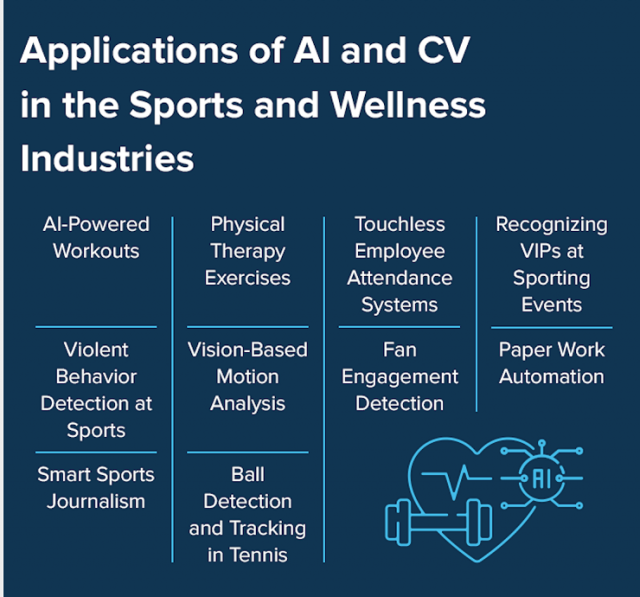 Applications of AI and CV
in the Sports and Wellness
Industries
AI-Powered
Workouts
Physical
Therapy
Exercises
Touchless
Employee
Attendance
Systems
Recognizing
VIPs at
Sporting
Events
Violent
Behavior
Detection at
Sports
Vision-Based
Motion
Analysis
Fan
Engagement
Detection
Paper Work
Automation
Smart Sports
Journalism
Ball
Detection
and Tracking
in Tennis
AI